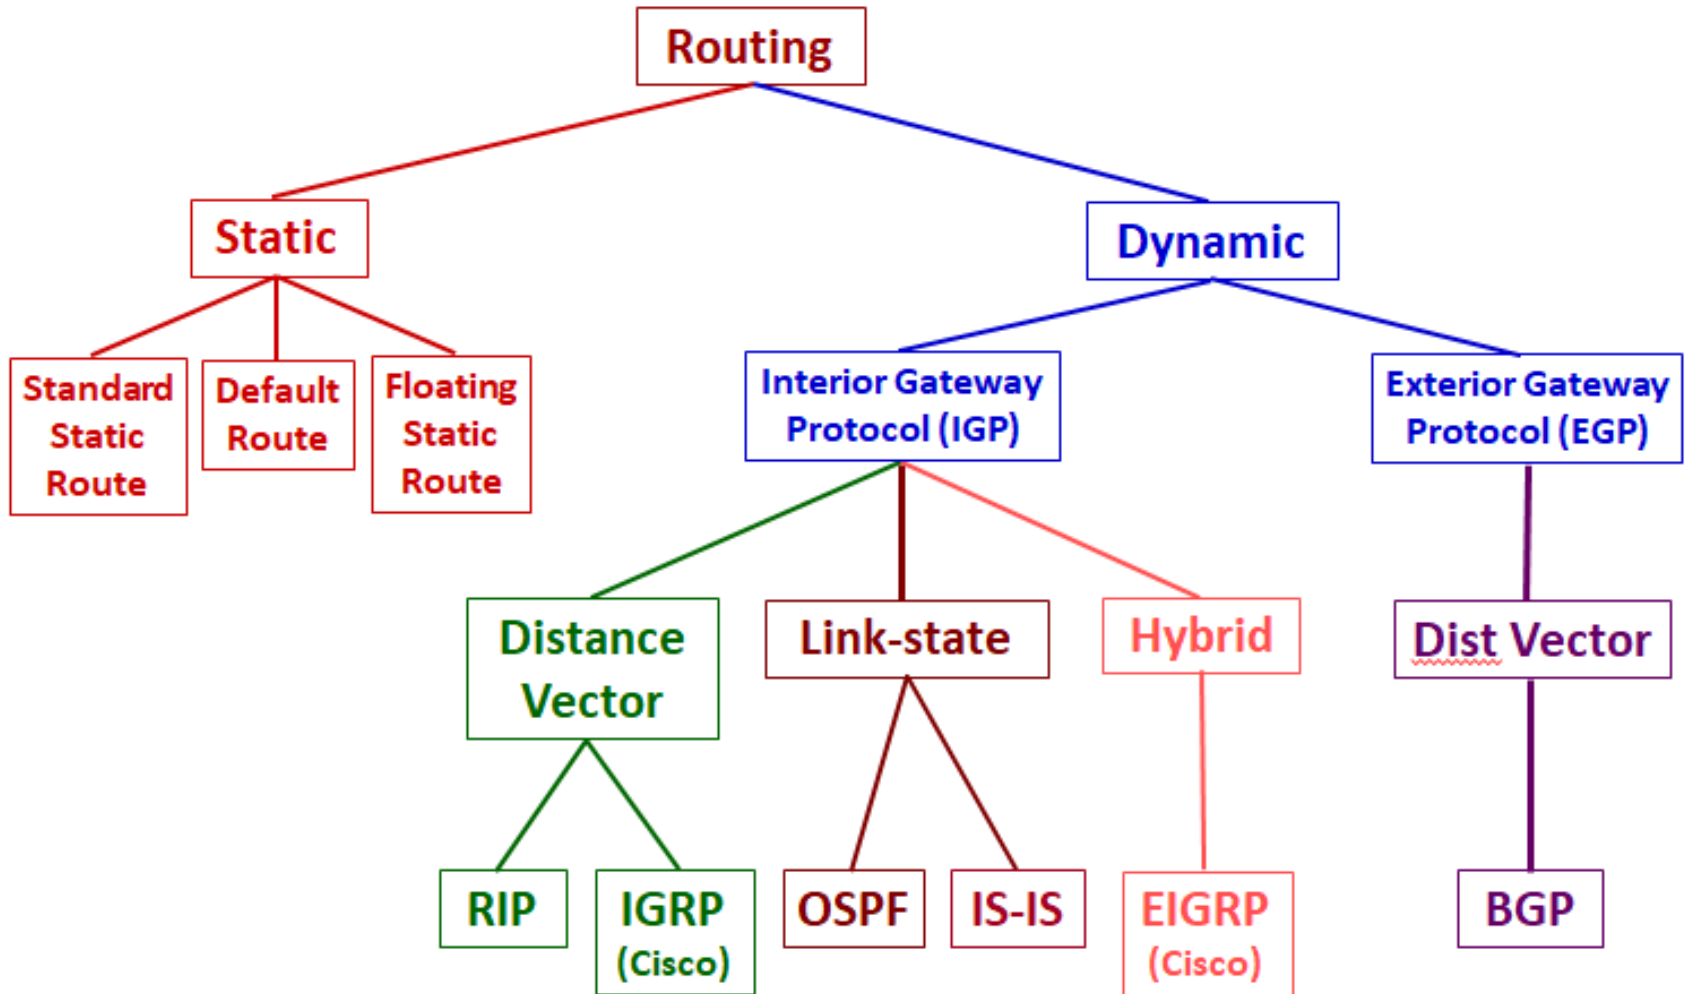 Routing
Static
Dynamic
Standard
Static
Route
Default
Route
Floating
Static
Route
Interior Gateway
Protocol (IGP)
Exterior Gateway
Protocol (EGP)
Distance
Vector
Link-state
Hybrid
Dist Vector
RIP
IGRP
(Cisco)
OSPF
IS-IS
EIGRP
(Cisco)
BGP